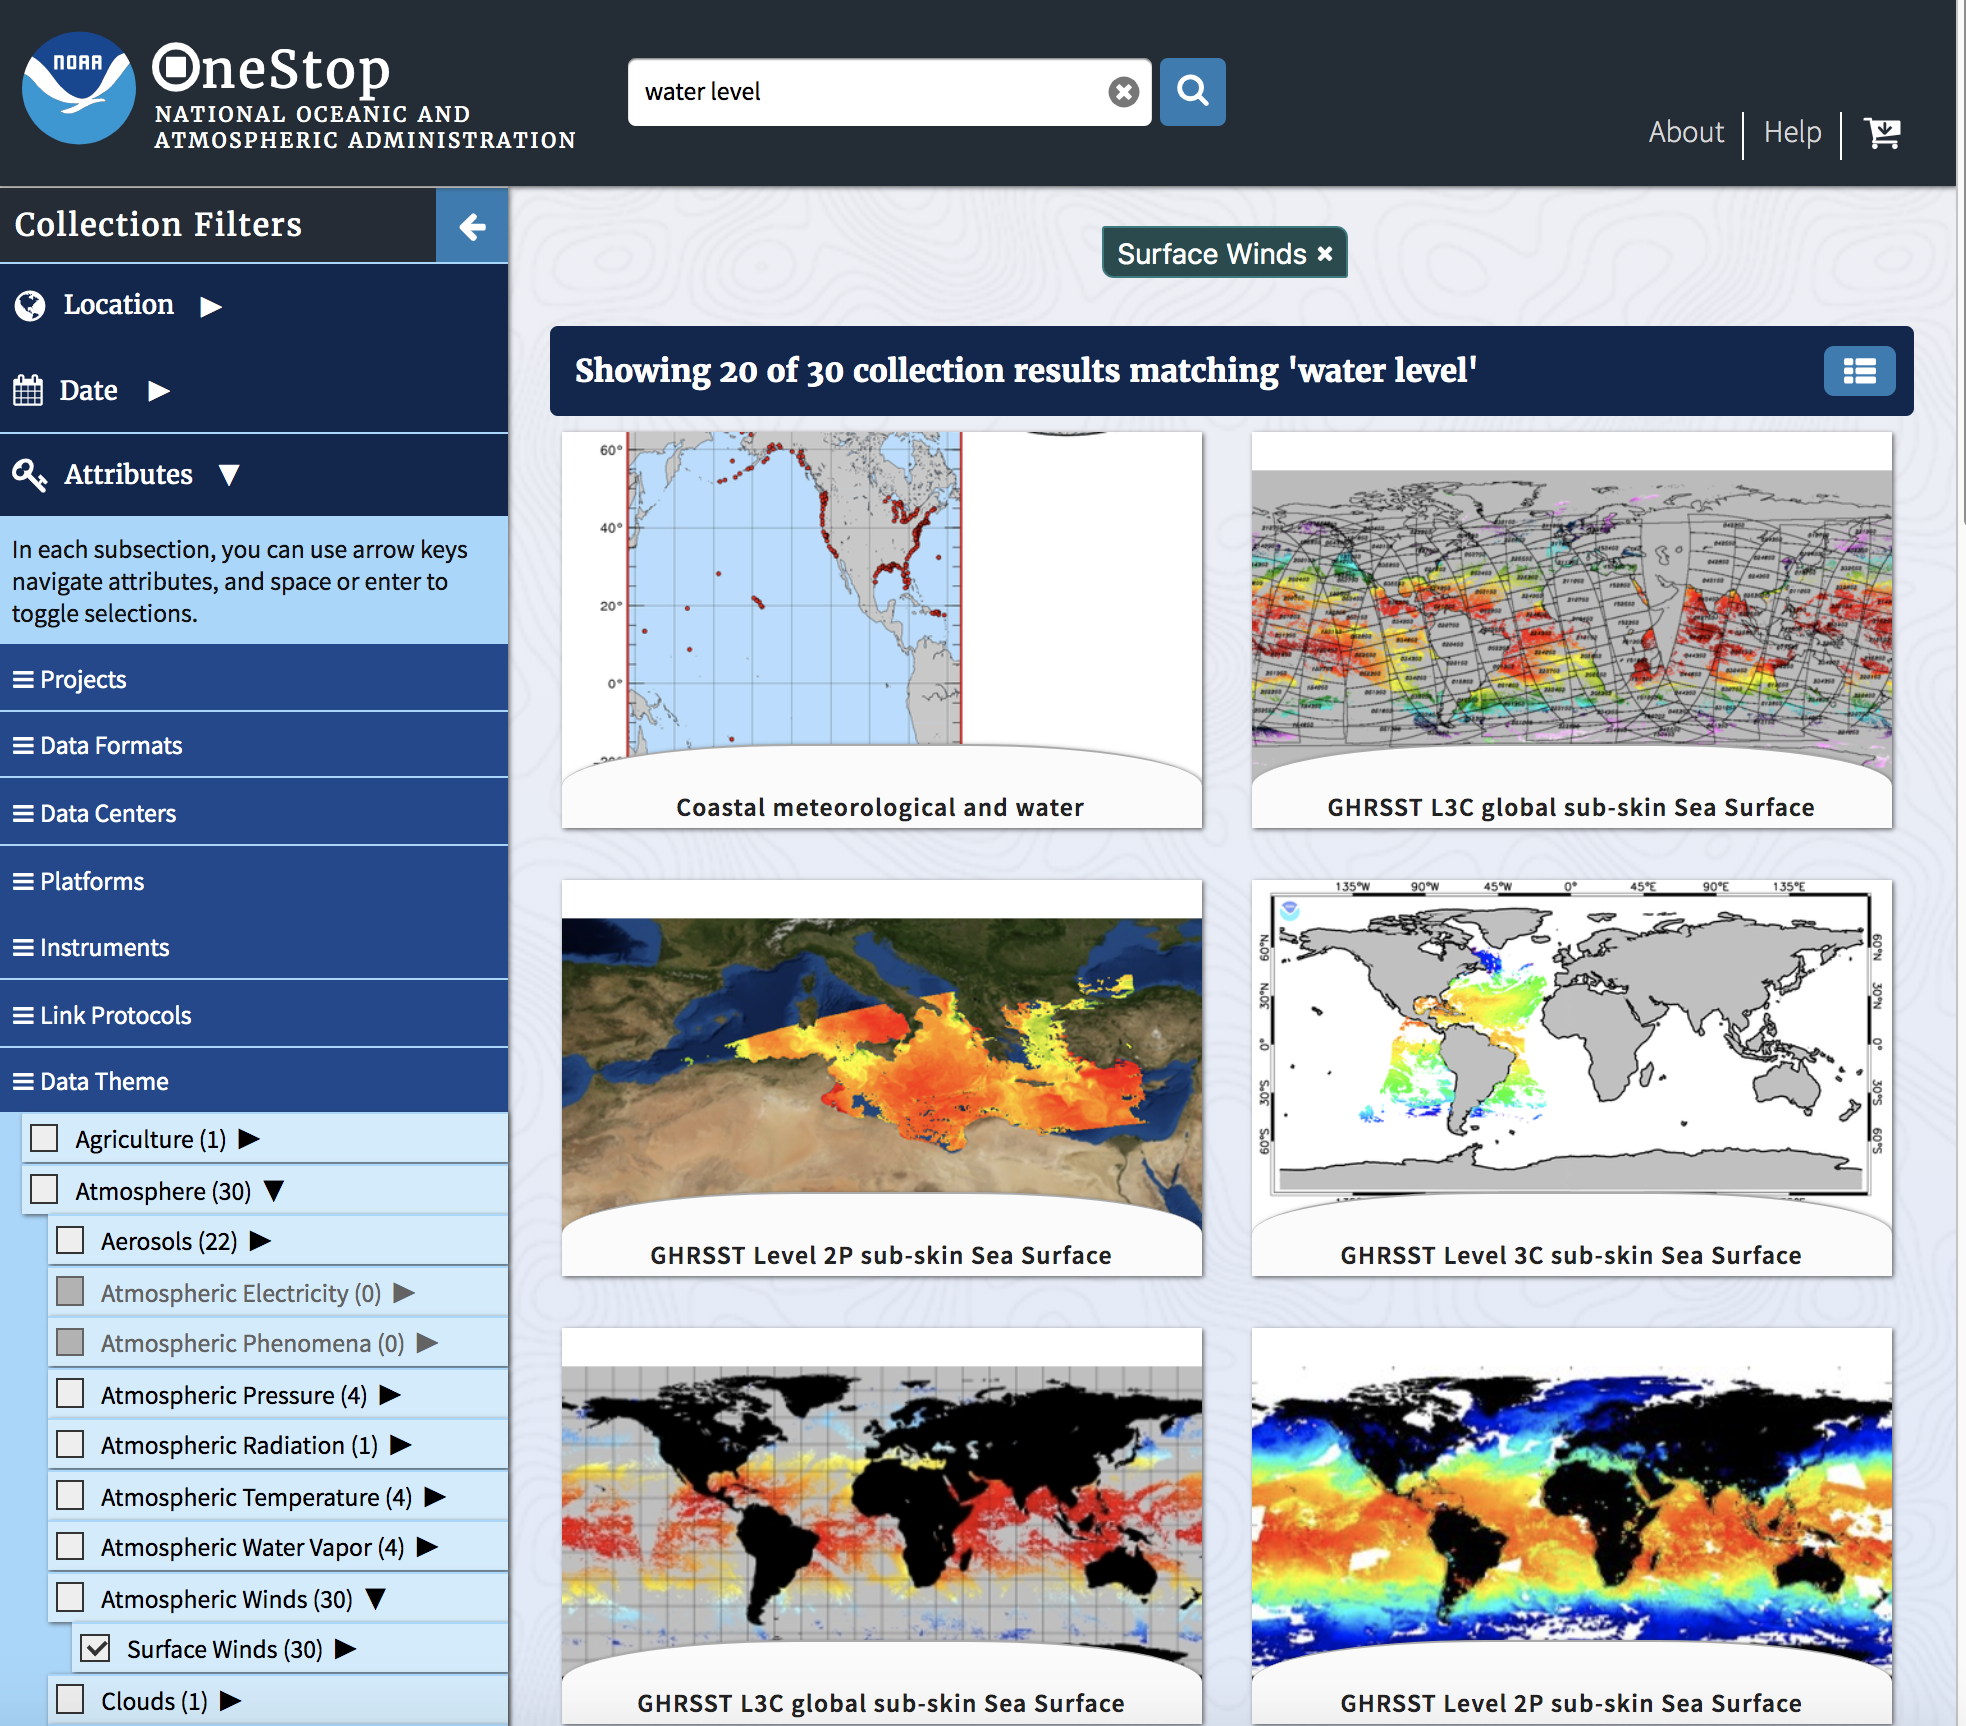 NOAA
OneStop
NATIONAL OCEANIC AND
ATMOSPHERIC ADMINISTRATION
water level
About
Help
Collection Filters
Location
Date
Attributes
In each subsection, you can use arrow keys
navigate attributes, and space or enter to
toggle selections.
Projects
Data Formats
Data Centers
Platforms
Instruments
Link Protocols
Data Theme
Agriculture (1)
Atmosphere (30)
Aerosols (22)
Atmospheric Electricity (0)
Atmospheric Phenomena (0)
Atmospheric Pressure (4)
Atmospheric Radiation (1)
Atmospheric Temperature (4)
Atmospheric Water Vapor (4)
Atmospheric Winds (30)
Surface Winds (30)
Clouds (1)
Surface Winds
Showing 20 of 30 collection results matching 'water level'
60°
40°
20°
0°
Coastal meteorological and water
GHRSST L3C global sub-skin Sea Surface
GHRSST Level 2P sub-skin Sea Surface
135°W 90°W 45°W 0° 45°E 90°E 135°E
60°N 30°N 0° 30°S 60°S
60°N 30°N 0° 30°S 60°S
GHRSST Level 3C sub-skin Sea Surface
GHRSST L3C global sub-skin Sea Surface
GHRSST Level 2P sub-skin Sea Surface